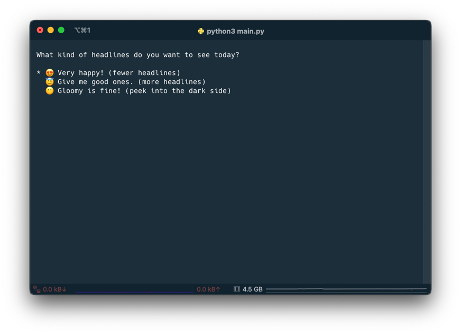 ⌥⌘1
python3 main.py
What kind of headlines do you want to see today?
* 😍 Very happy! (fewer headlines)
😇 Give me good ones. (more headlines)
😐 Gloomy is fine! (peek into the dark side)
0.0 kB↓
0.0 kB↑
4.5 GB